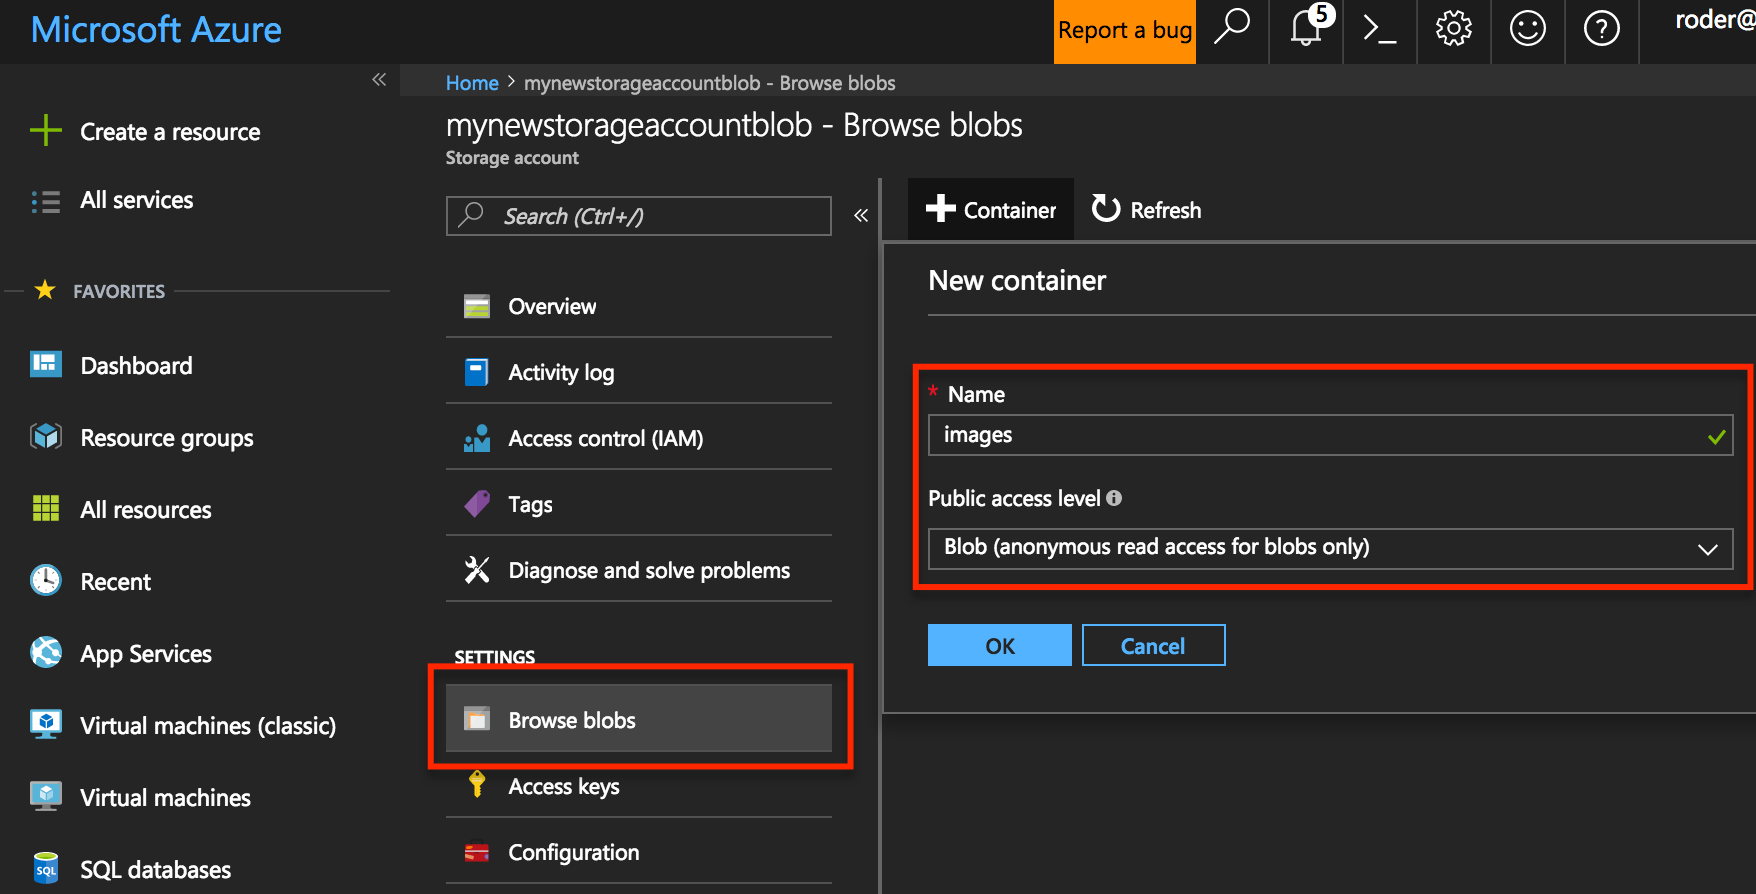 Microsoft Azure
Report a bug
5
roder@
Home > mynewstorageaccountblob - Browse blobs
mynewstorageaccountblob - Browse blobs
Storage account
Create a resource
All services
FAVORITES
Dashboard
Resource groups
All resources
Recent
App Services
Virtual machines (classic)
Virtual machines
SQL
SQL databases
Search (Ctrl+/)
Overview
Activity log
Access control (IAM)
Tags
Diagnose and solve problems
SETTINGS
Browse blobs
Access keys
Configuration
Container
Refresh
New container
* Name
images
Public access level
Blob (anonymous read access for blobs only)
OK
Cancel